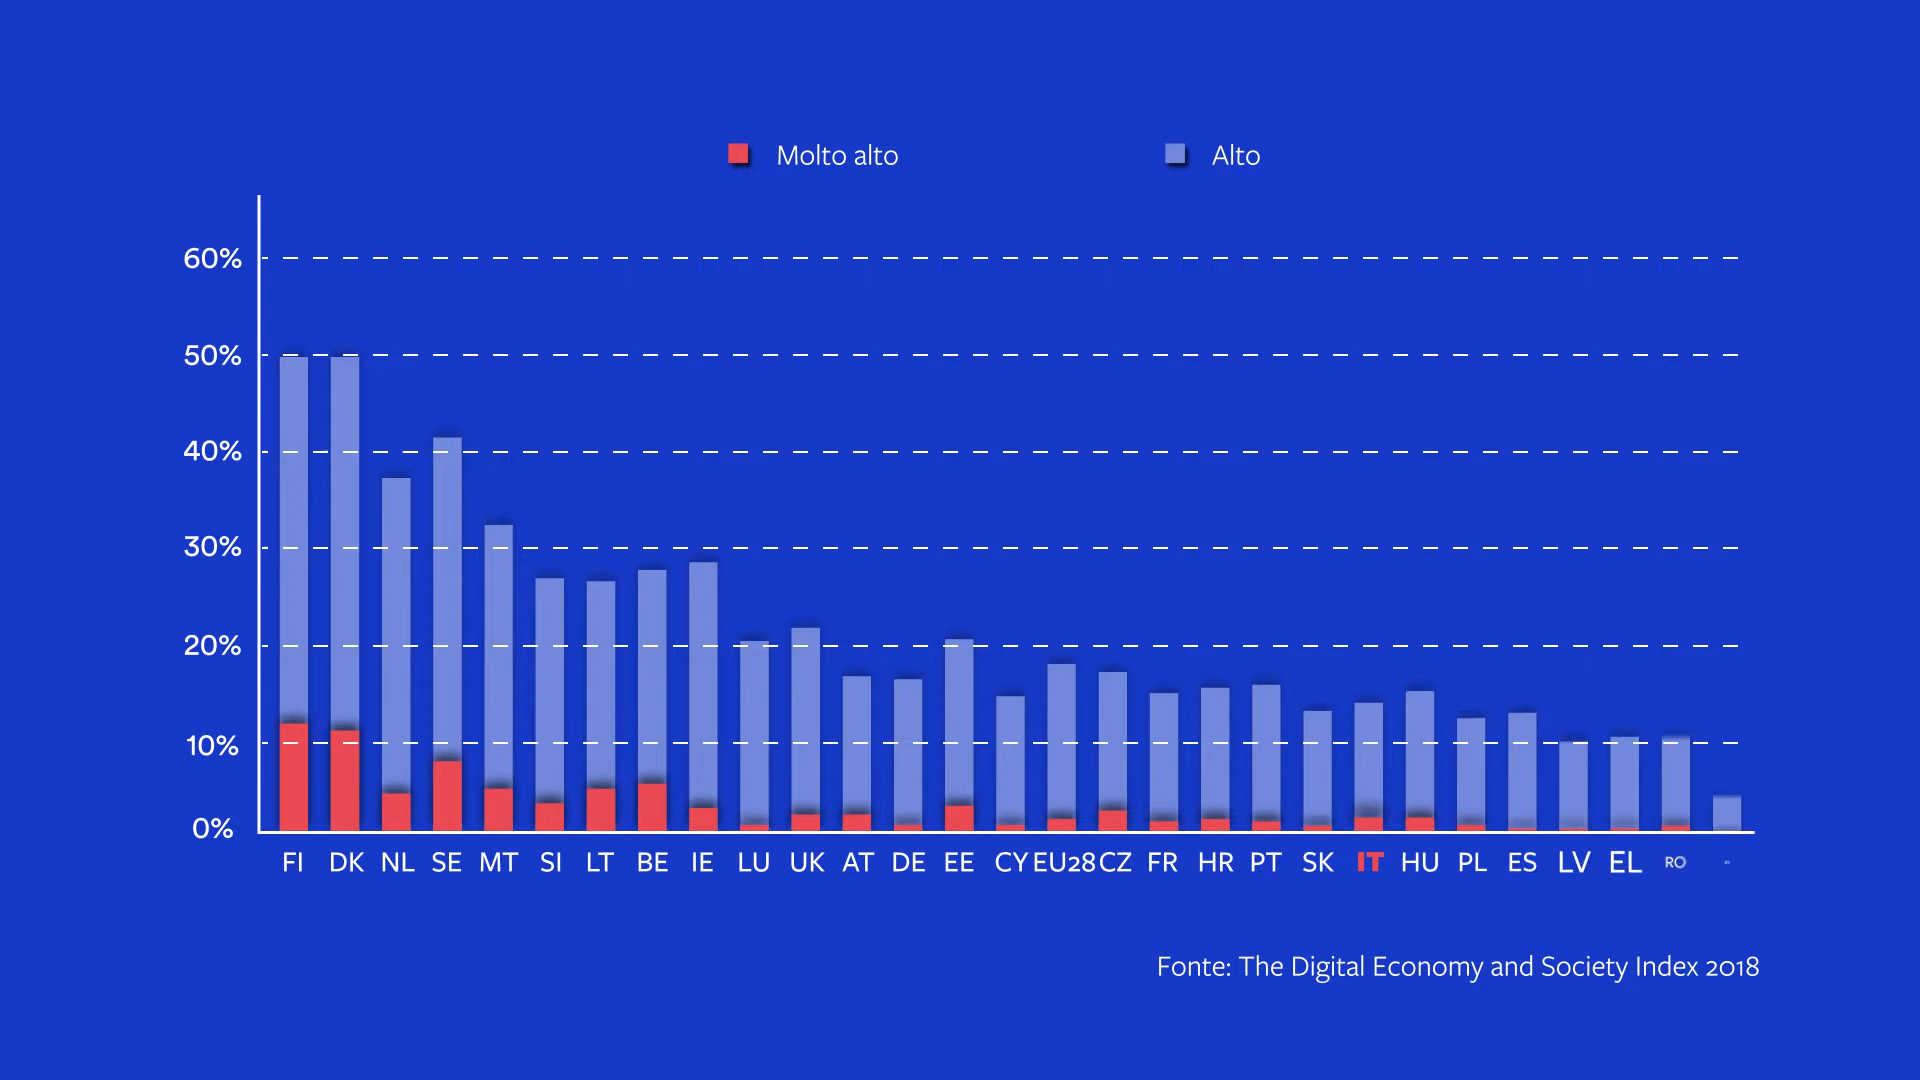 Molto alto Alto
60%
50%
40%
30%
20%
10%
0%
FI DK NL SE MT SI LT BE IE LU UK AT DE EE CY EU28 CZ FR HR PT SK IT HU PL ES LV EL RO
Fonte: The Digital Economy and Society Index 2018